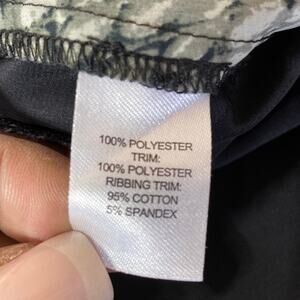 100% POLYESTER
TRIM:
100% POLYESTER
RIBBING TRIM:
95% COTTON
5% SPANDEX